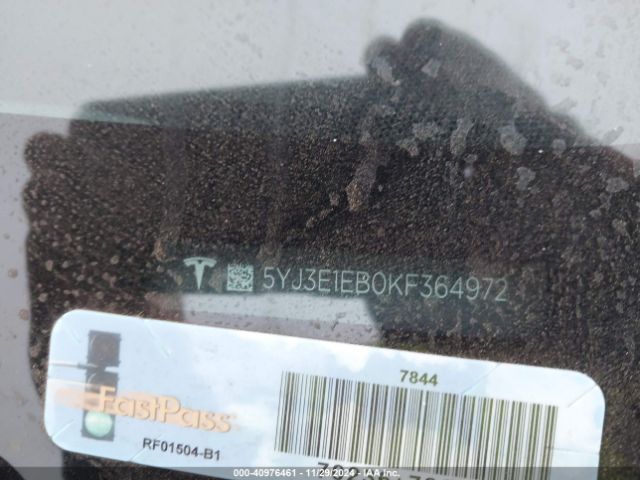 5YJ3E1EB0KF364972
7844
FastPass
RF01504-B1
000-40976461 - 11/29/2024 - IAA, Inc.